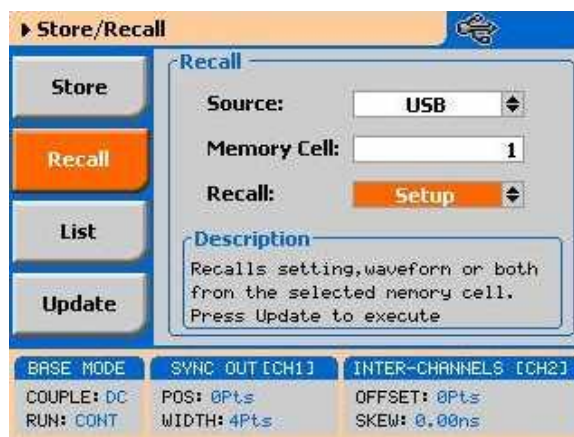 Store/Recall
Store
Recall
List
Update
Recall
Source: USB
Memory Cell: 1
Recall: Setup
Description
Recalls setting,waveform or both
from the selected memory cell.
Press Update to execute
BASE MODE
COUPLE: DC
RUN: CONT
SYNC OUT [CH1]
POS: 0Pts
WIDTH: 4Pts
INTER-CHANNELS [CH2]
OFFSET: 0Pts
SKEW: 0.00ns